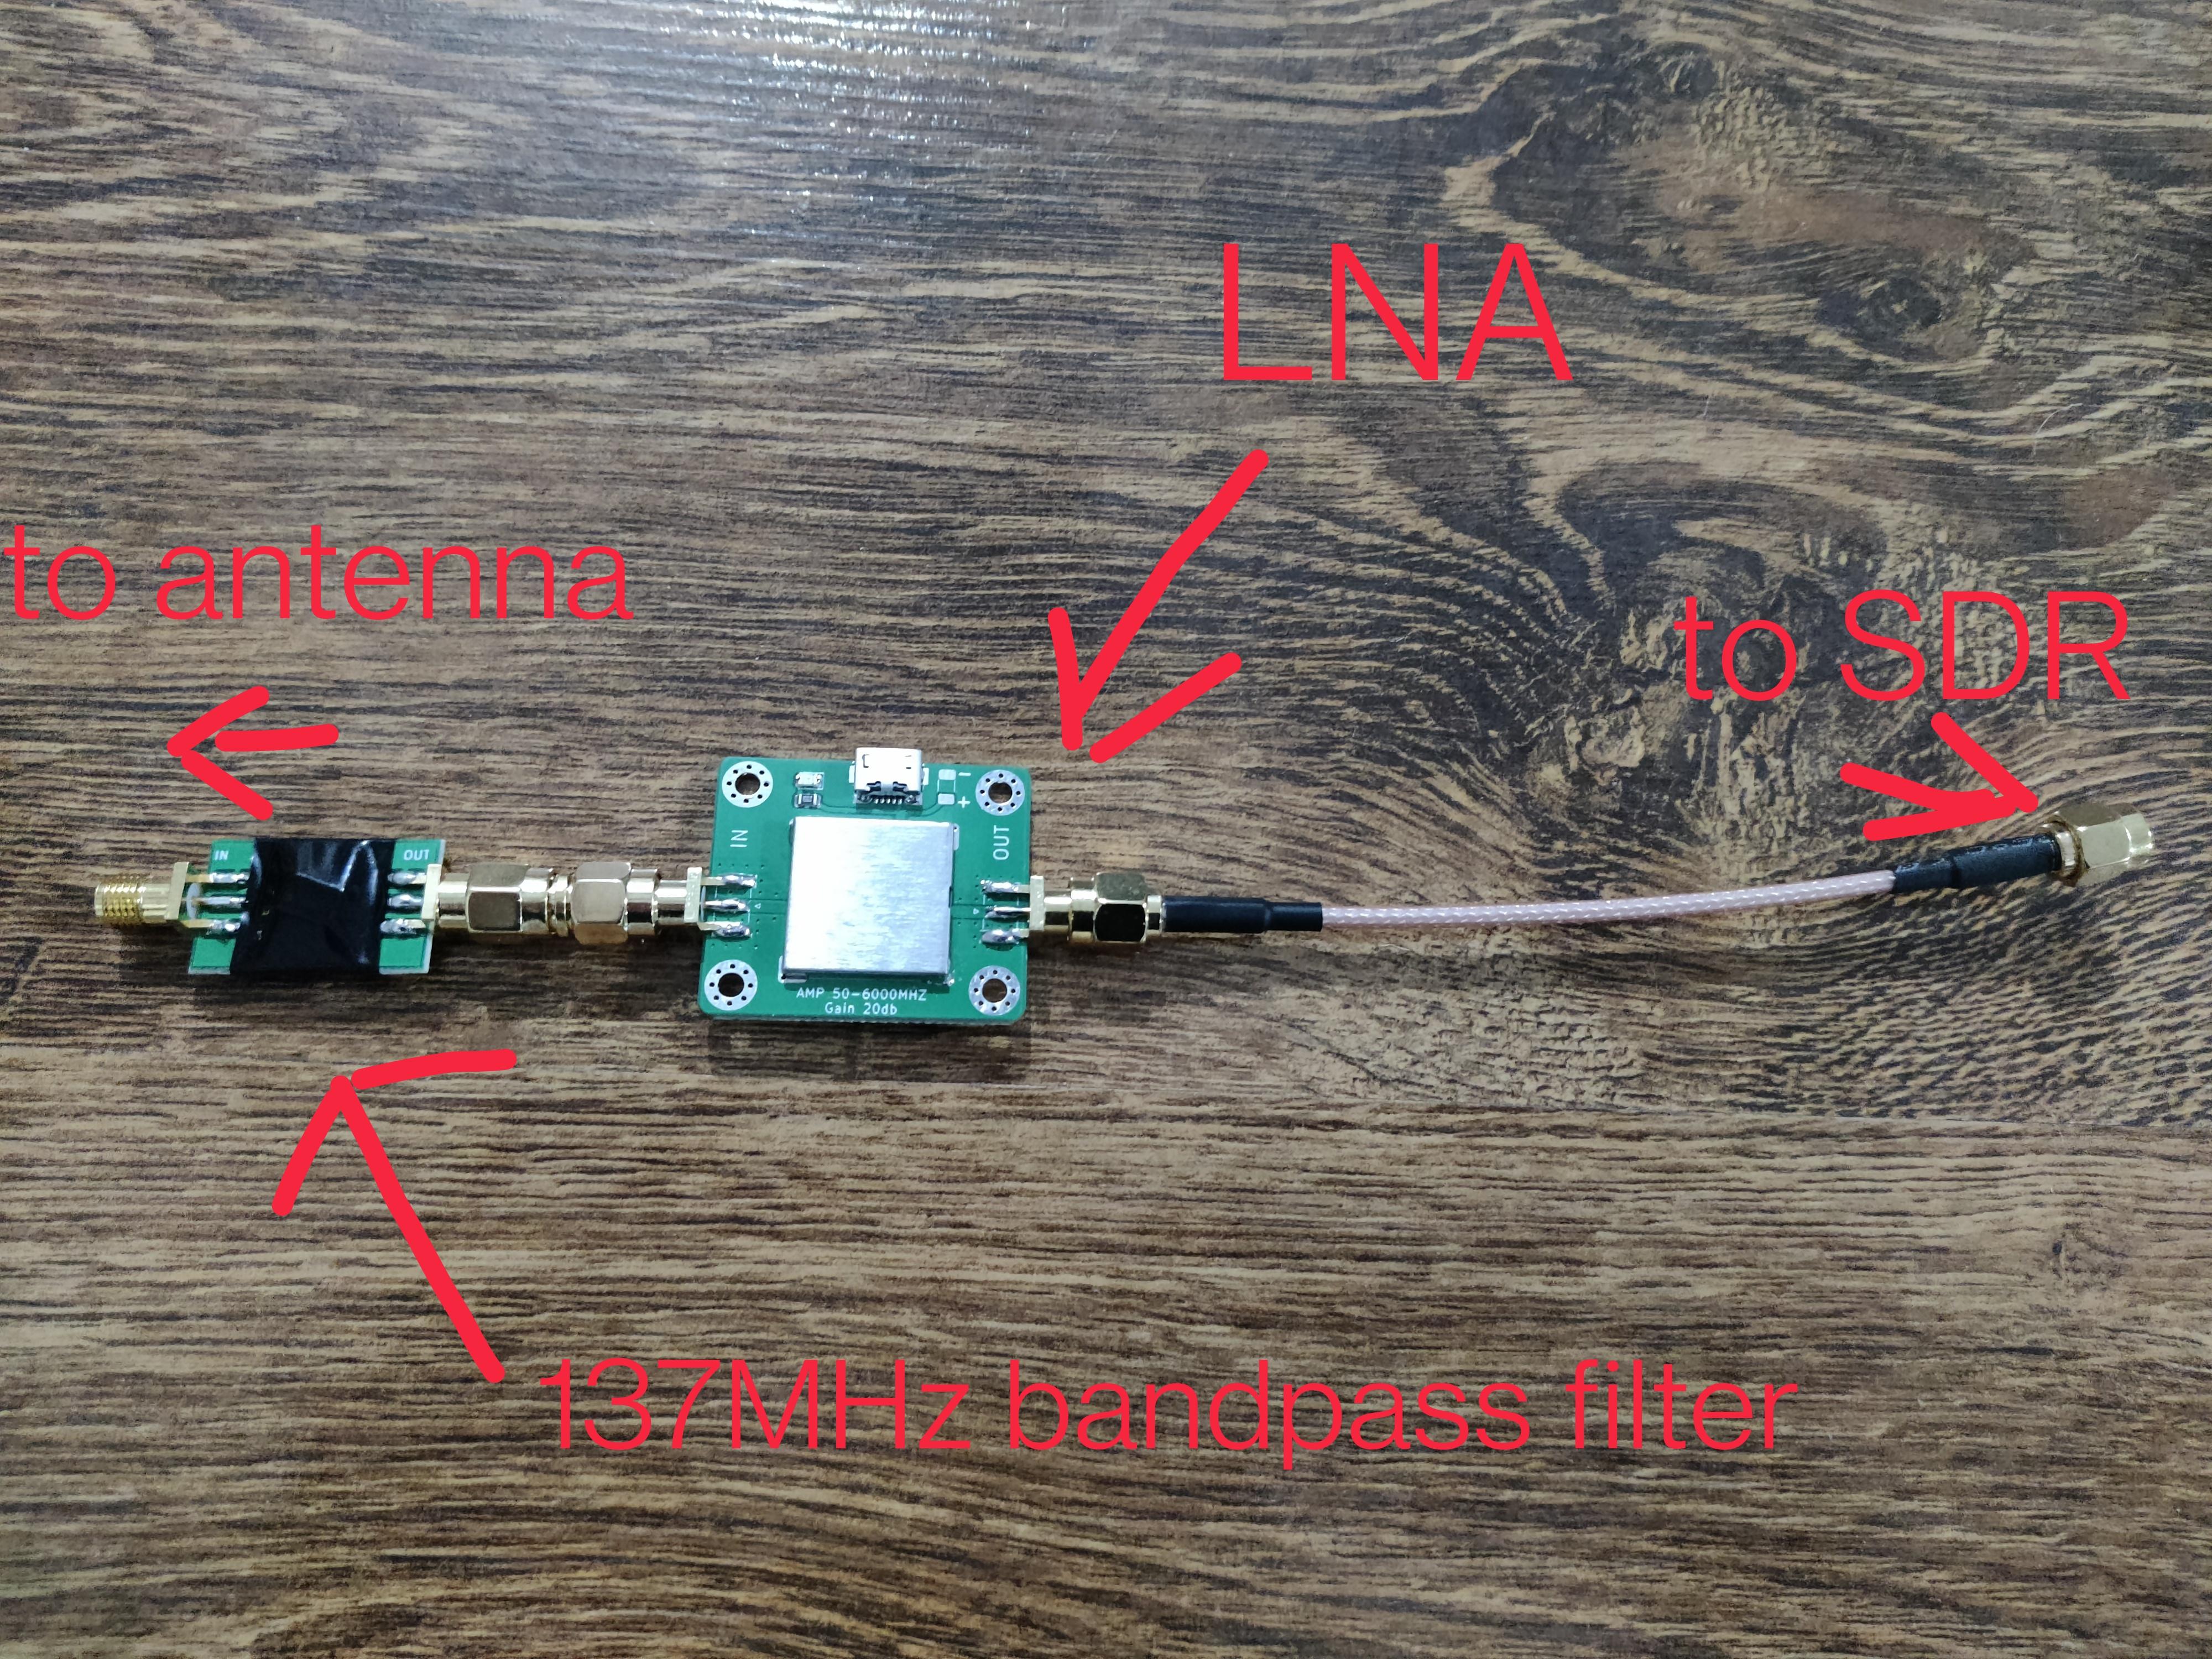 LNA
to antenna
to SDR
IN
OUT
IN
OUT
-
+
AMP 50-6000MHZ
Gain 20db
137MHz bandpass filter